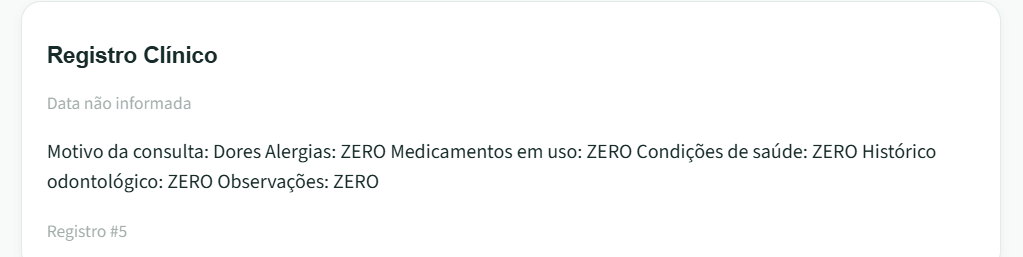 Registro Clínico
Data não informada
Motivo da consulta: Dores Alergias: ZERO Medicamentos em uso: ZERO Condições de saúde: ZERO Histórico
odontológico: ZERO Observações: ZERO
Registro #5